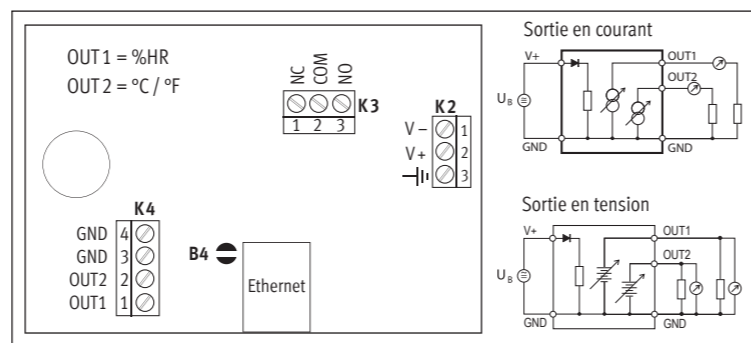 OUT1 = %HR
OUT2 = °C / °F
NC
COM
NO
K3
1 2 3
K2
V − 1
V+ 2
3
K4
GND 4
GND 3
OUT2 2
OUT1 1
B4
Ethernet
Sortie en courant
V+
OUT1
OUT2
UB
GND
GND
Sortie en tension
V+
OUT1
OUT2
UB
GND
GND